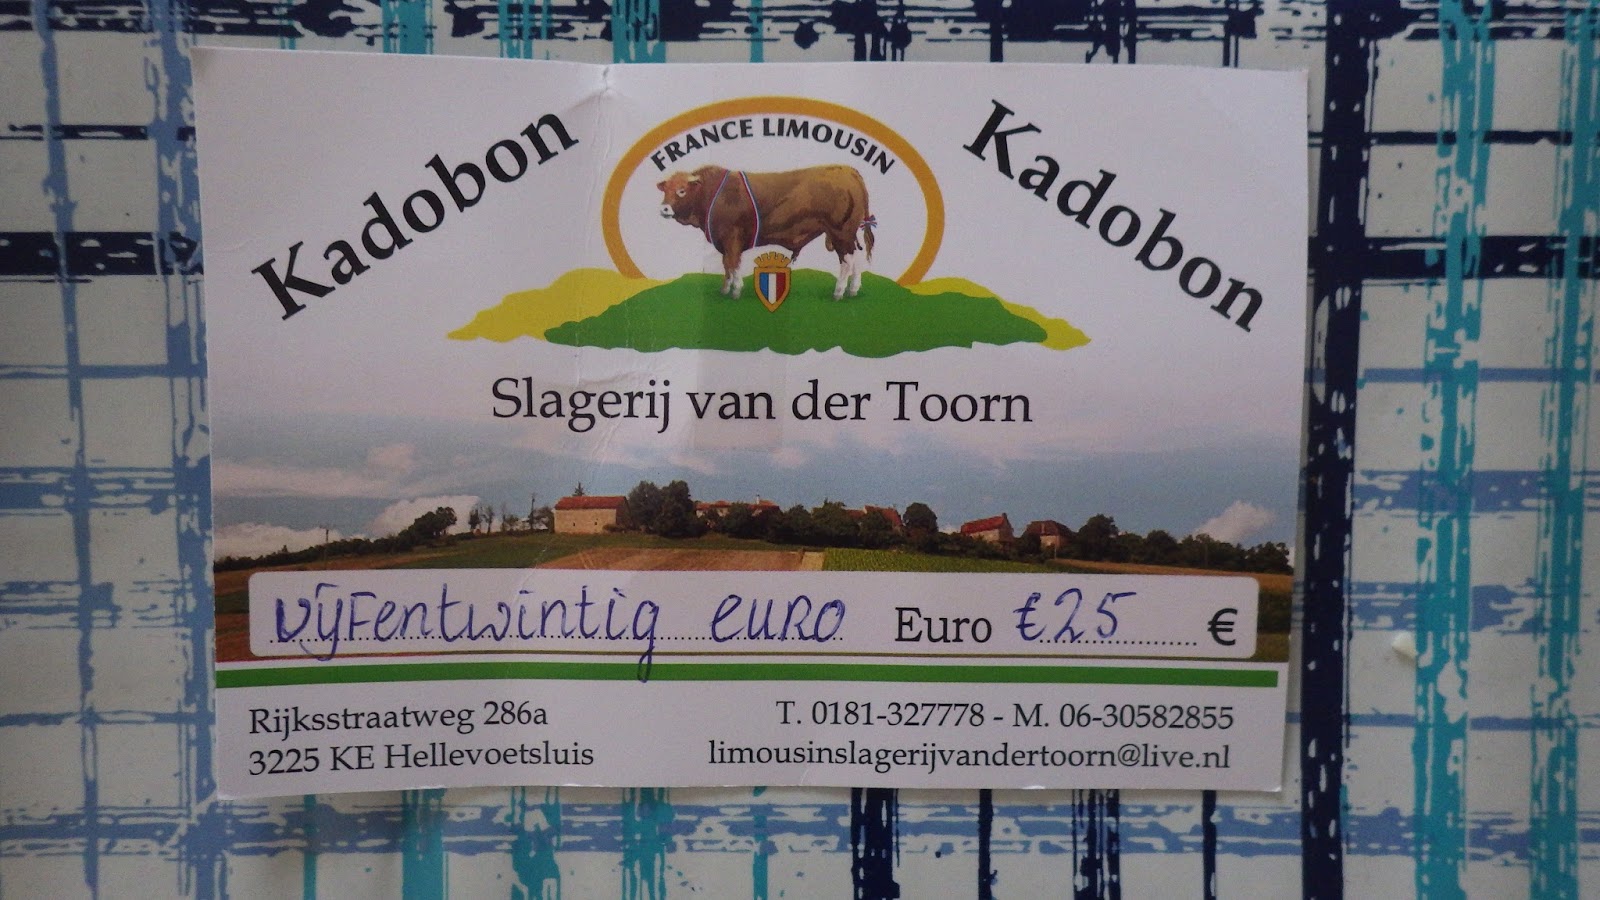 Kadobon
FRANCE LIMOUSIN
Kadobon
Slagerij van der Toorn
vijfentwintig euro Euro €25 €
Rijksstraatweg 286a
3225 KE Hellevoetsluis
T. 0181-327778 - M. 06-30582855
limousinslagerijvandertoorn@live.nl